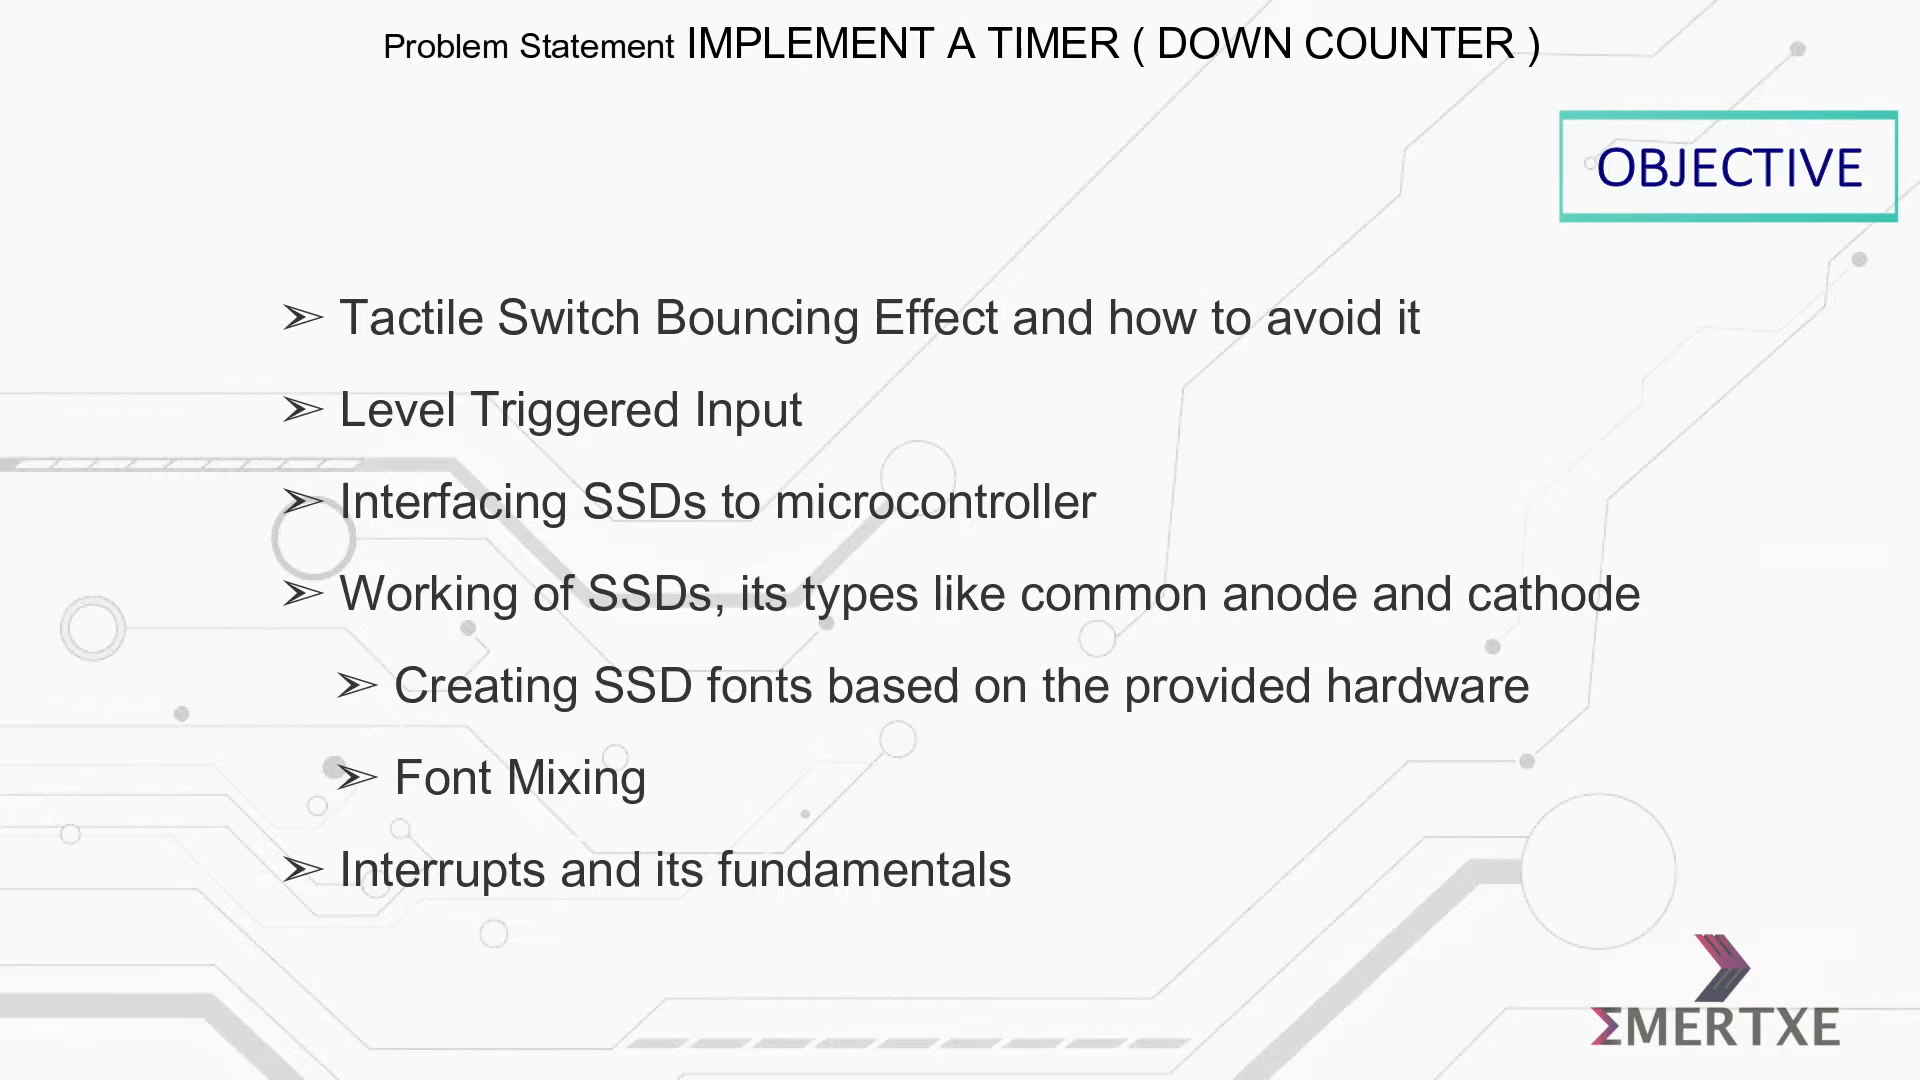 Problem Statement IMPLEMENT A TIMER ( DOWN COUNTER )
OBJECTIVE
➢ Tactile Switch Bouncing Effect and how to avoid it
➢ Level Triggered Input
➢ Interfacing SSDs to microcontroller
➢ Working of SSDs, its types like common anode and cathode
➢ Creating SSD fonts based on the provided hardware
➢ Font Mixing
➢ Interrupts and its fundamentals
ΣMERTXE